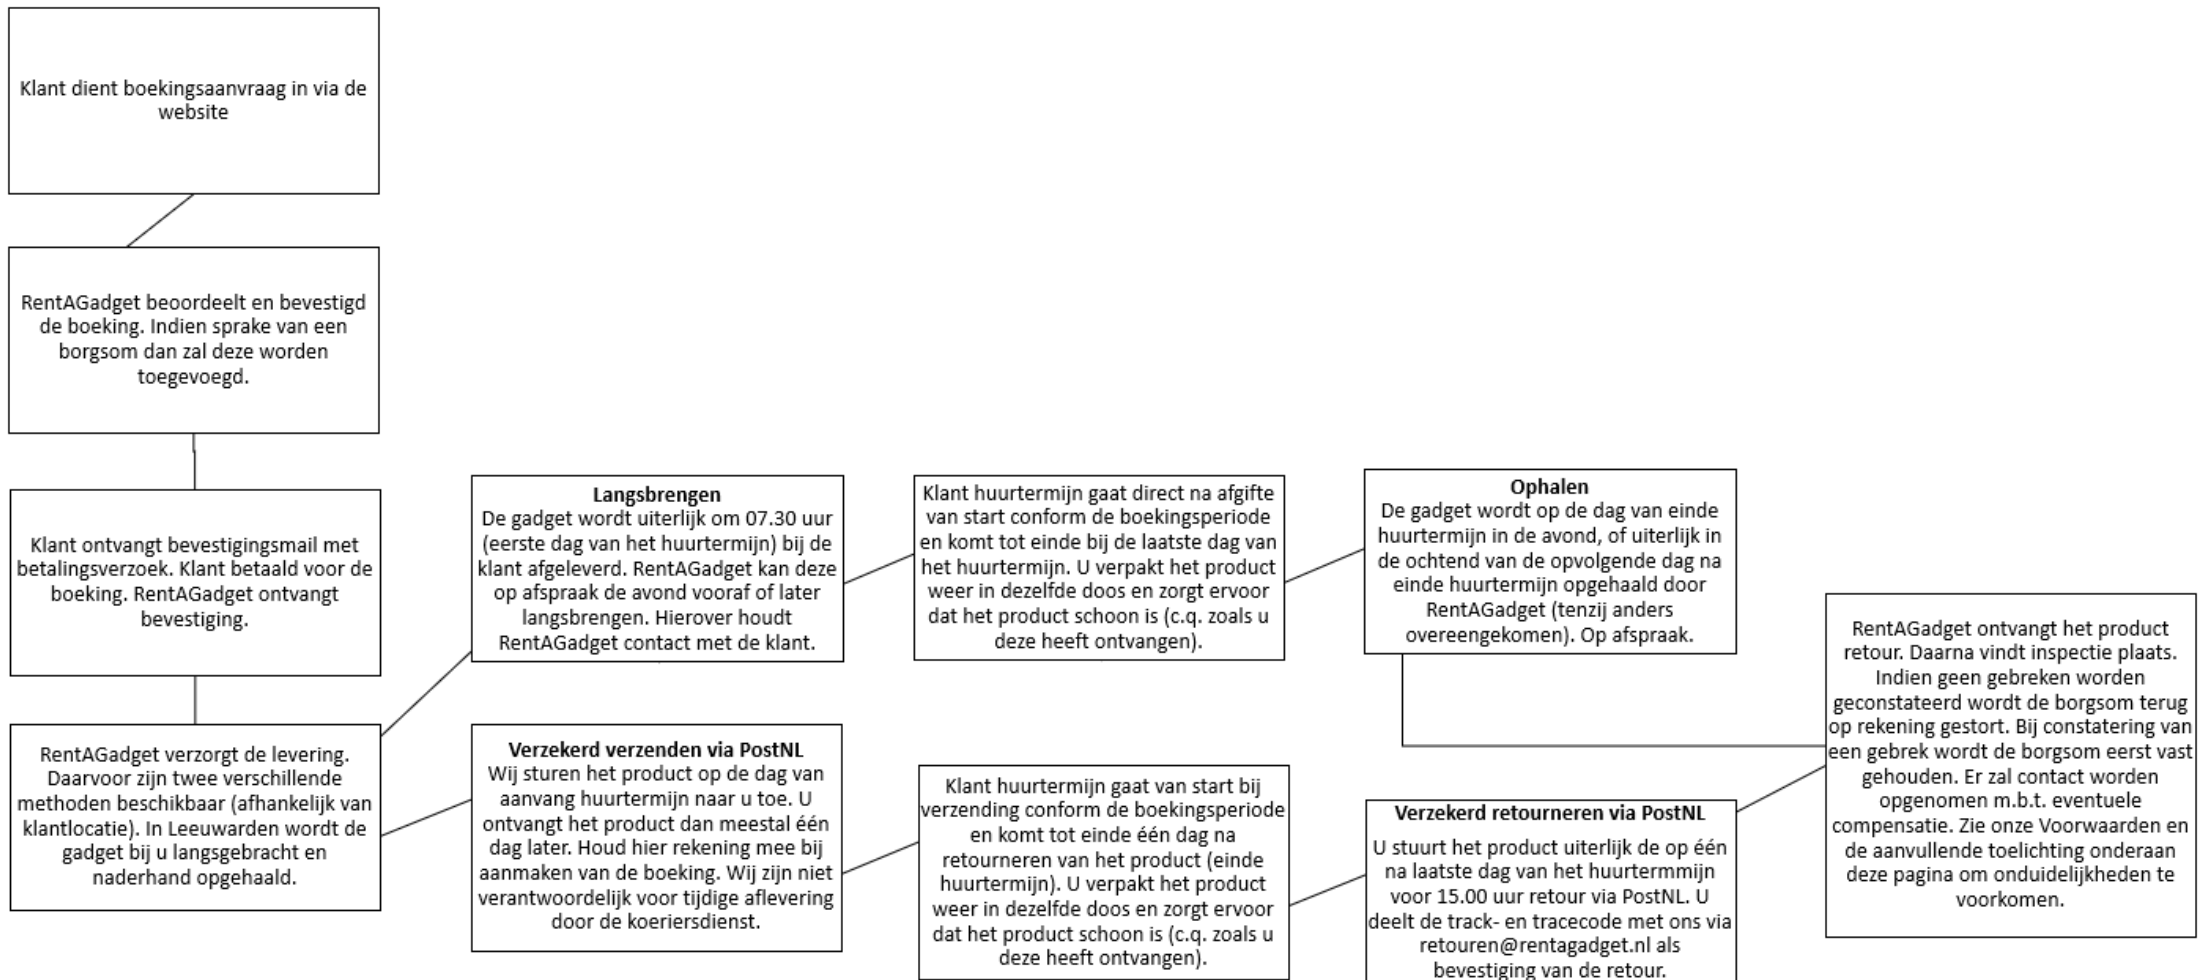 Klant dient boekingsaanvraag in via de
website
RentAGadget beoordeelt en bevestigd
de boeking. Indien sprake van een
borgsom dan zal deze worden
toegevoegd.
Klant ontvangt bevestigingsmail met
betalingsverzoek. Klant betaald voor de
boeking. RentAGadget ontvangt
bevestiging.
RentAGadget verzorgt de levering.
Daarvoor zijn twee verschillende
methoden beschikbaar (afhankelijk van
klantlocatie). In Leeuwarden wordt de
gadget bij u langsgebracht en
naderhand opgehaald.
Langsbrengen
De gadget wordt uiterlijk om 07.30 uur
(eerste dag van het huurtermijn) bij de
klant afgeleverd. RentAGadget kan deze
op afspraak de avond vooraf of later
langsbrengen. Hierover houdt
RentAGadget contact met de klant.
Klant huurtermijn gaat direct na afgifte
van start conform de boekingsperiode
en komt tot einde bij de laatste dag van
het huurtermijn. U verpakt het product
weer in dezelfde doos en zorgt ervoor
dat het product schoon is (c.q. zoals u
deze heeft ontvangen).
Ophalen
De gadget wordt op de dag van einde
huurtermijn in de avond, of uiterlijk in
de ochtend van de opvolgende dag na
einde huurtermijn opgehaald door
RentAGadget (tenzij anders
overeengekomen). Op afspraak.
Verzekerd verzenden via PostNL
Wij sturen het product op de dag van
aanvang huurtermijn naar u toe. U
ontvangt het product dan meestal één
dag later. Houd hier rekening mee bij
aanmaken van de boeking. Wij zijn niet
verantwoordelijk voor tijdige aflevering
door de koeriersdienst.
Klant huurtermijn gaat van start bij
verzending conform de boekingsperiode
en komt tot einde één dag na
retourneren van het product (einde
huurtermijn). U verpakt het product
weer in dezelfde doos en zorgt ervoor
dat het product schoon is (c.q. zoals u
deze heeft ontvangen).
Verzekerd retourneren via PostNL
U stuurt het product uiterlijk de op één
na laatste dag van het huurtermmijn
voor 15.00 uur retour via PostNL. U
deelt de track- en tracecode met ons via
retouren@rentagadget.nl als
bevestiging van de retour.
RentAGadget ontvangt het product
retour. Daarna vindt inspectie plaats.
Indien geen gebreken worden
geconstateerd wordt de borgsom terug
op rekening gestort. Bij constatering van
een gebrek wordt de borgsom eerst vast
gehouden. Er zal contact worden
opgenomen m.b.t. eventuele
compensatie. Zie onze Voorwaarden en
de aanvullende toelichting onderaan
deze pagina om onduidelijkheden te
voorkomen.